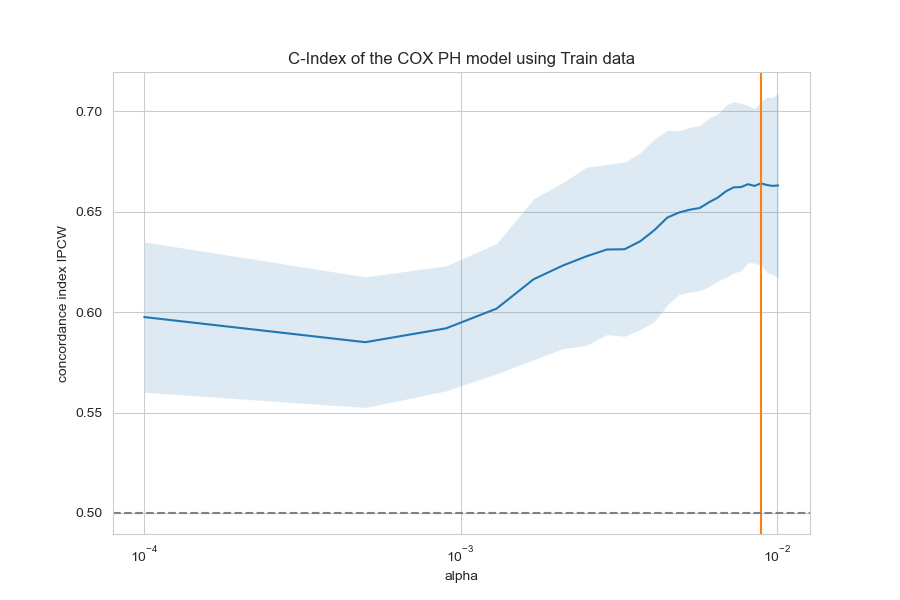 C-Index of the COX PH model using Train data
concordance index IPCW
0.70
0.65
0.60
0.55
0.50
10⁻⁴
10⁻³
10⁻²
alpha